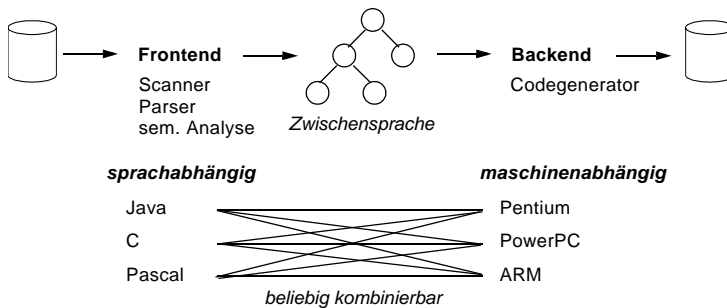 Frontend
Backend
Scanner
Codegenerator
Parser
sem. Analyse
Zwischensprache
sprachabhängig
maschinenabhängig
Java
Pentium
C
PowerPC
Pascal
ARM
beliebig kombinierbar